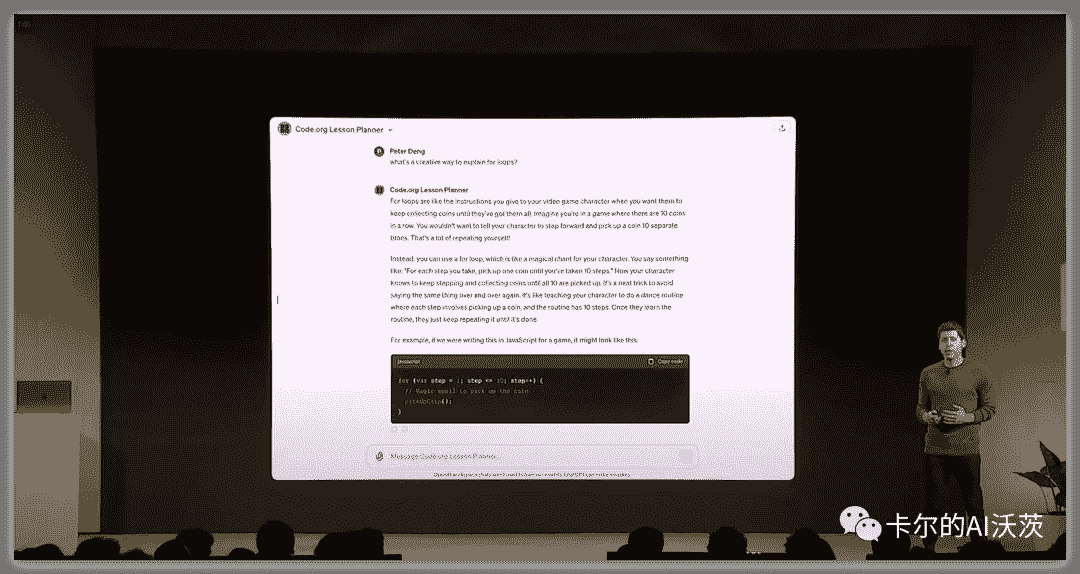 Code.org Lesson Planner
Peter Deng
what's a creative way to explain for loops?
Code.org Lesson Planner
For loops are like the instructions you give to your video game character when you want them to
keep collecting coins until they've got them all. Imagine you're in a game where there are 10 coins
in a row. You wouldn't want to tell your character to step forward and pick up a coin 10 separate
times. That's a lot of repeating yourself!
Instead, you can use a for loop, which is like a magical chant for your character. You say something
like: "For each step you take, pick up one coin until you've taken 10 steps." Now your character
knows to keep stepping and collecting coins until all 10 are picked up. It's a neat trick to avoid
saying the same thing over and over again. It's like teaching your character to do a dance routine
where each step involves picking up a coin, and the routine has 10 steps. Once they learn the
routine, they just keep repeating it until it's done.
For example, if we were writing this in JavaScript for a game, it might look like this:
javascript
Copy code
for (var step = 1; step <= 10; step++) {
// Magic spell to pick up the coin
pickUpCoin();
}
Message Code.org Lesson Planner
卡尔的AI沃茨